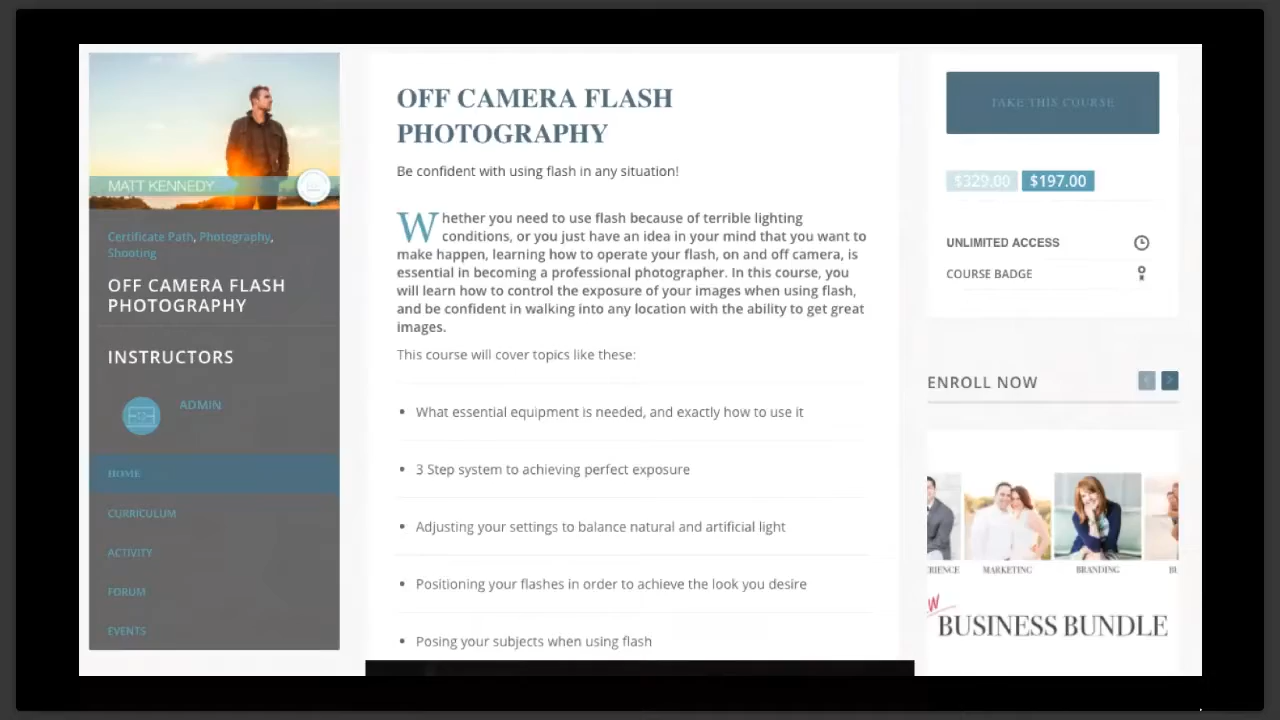 MATT KENNEDY
Certificate Path, Photography,
Shooting
OFF CAMERA FLASH
PHOTOGRAPHY
INSTRUCTORS
ADMIN
HOME
CURRICULUM
ACTIVITY
FORUM
EVENTS
OFF CAMERA FLASH
PHOTOGRAPHY
Be confident with using flash in any situation!
Whether you need to use flash because of terrible lighting
conditions, or you just have an idea in your mind that you want to
make happen, learning how to operate your flash, on and off camera, is
essential in becoming a professional photographer. In this course, you
will learn how to control the exposure of your images when using flash,
and be confident in walking into any location with the ability to get great
images.
This course will cover topics like these:
• What essential equipment is needed, and exactly how to use it
• 3 Step system to achieving perfect exposure
• Adjusting your settings to balance natural and artificial light
• Positioning your flashes in order to achieve the look you desire
• Posing your subjects when using flash
TAKE THIS COURSE
$329.00 $197.00
UNLIMITED ACCESS
COURSE BADGE
ENROLL NOW
RIENCE MARKETING BRANDING
W
BUSINESS BUNDLE